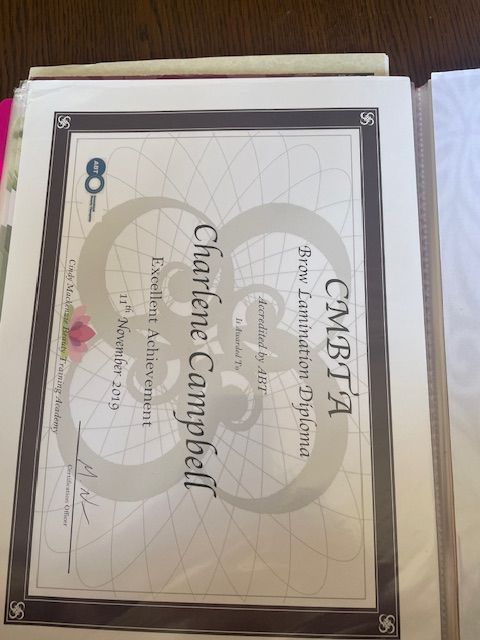 CMBTA
Brow Lamination Diploma
Accredited by ABT
Is Awarded To
Charlene Campbell
Excellent Achievement
11th November 2019
Certification Officer
Cindy MacKenzie Beauty Training Academy
ABT